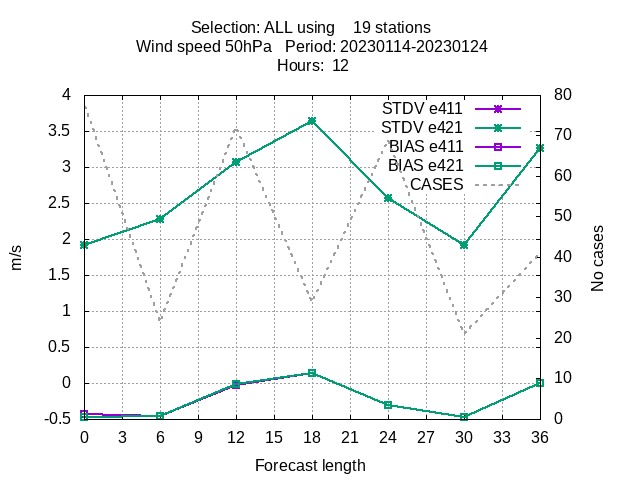 Selection: ALL using    19 stations
Wind speed 50hPa   Period: 20230114-20230124
Hours:  12
STDV e411
STDV e421
BIAS e411
BIAS e421
CASES
4
3.5
3
2.5
2
1.5
1
0.5
0
-0.5
80
70
60
50
40
30
20
10
0
m/s
No cases
0 3 6 9 12 15 18 21 24 27 30 33 36
Forecast length